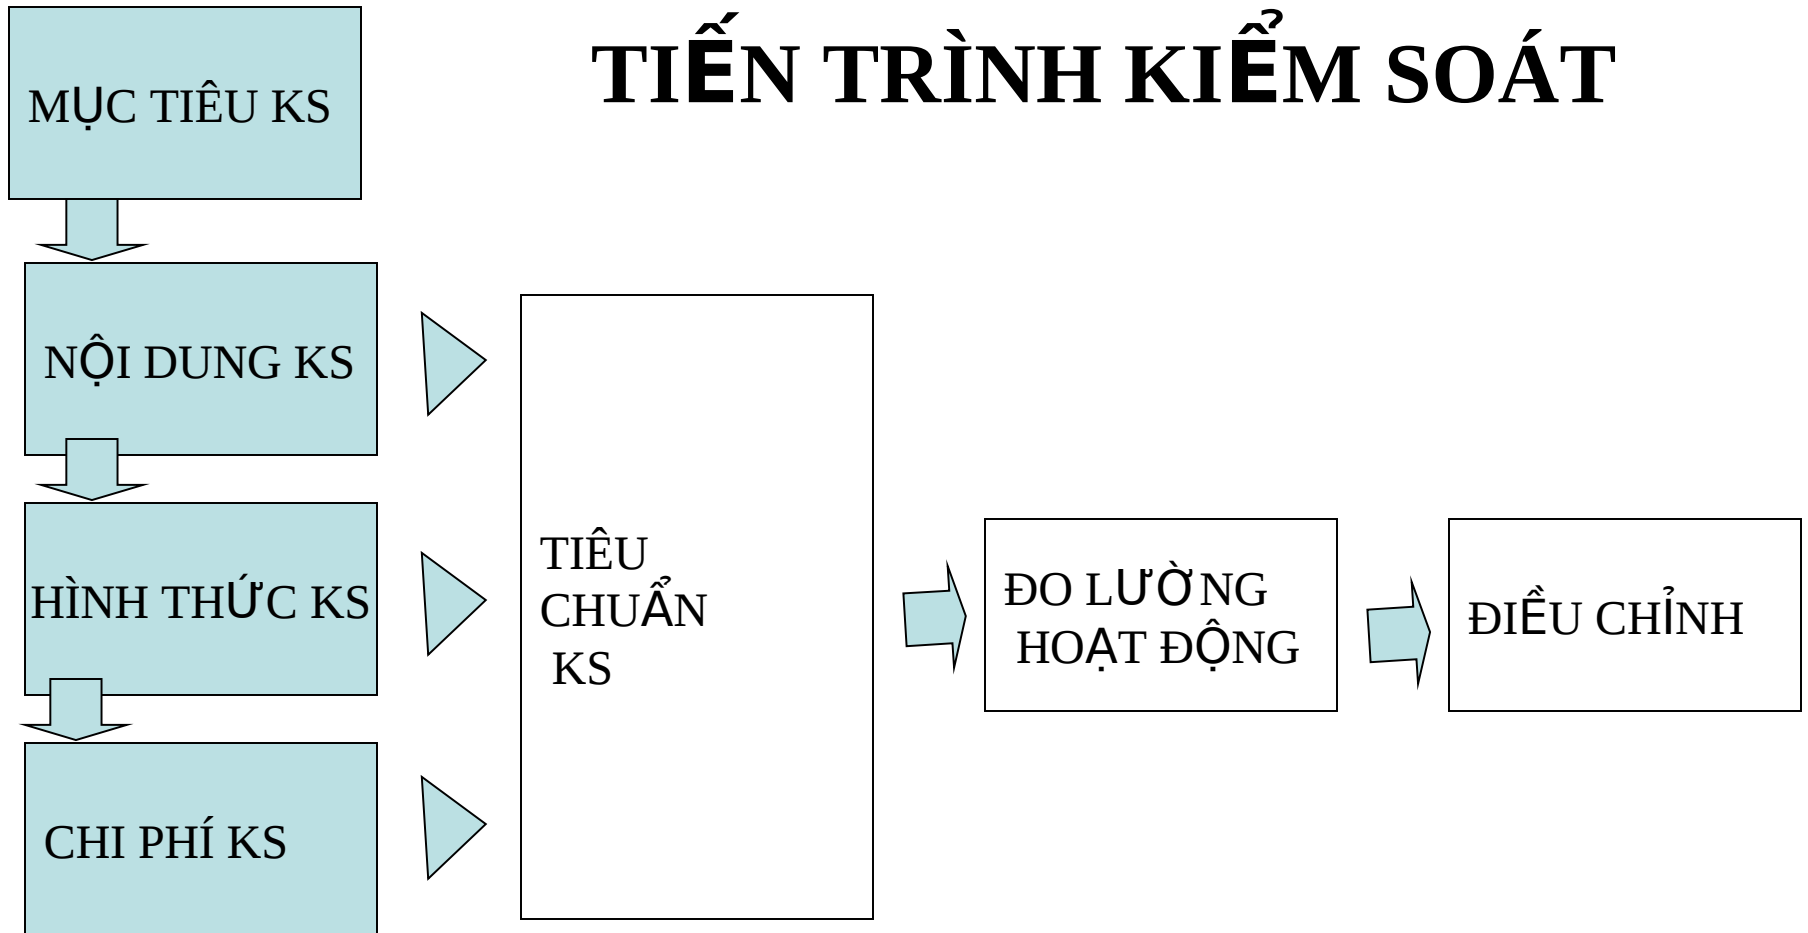 TIẾN TRÌNH KIỂM SOÁT
MỤC TIÊU KS
NỘI DUNG KS
HÌNH THỨC KS
CHI PHÍ KS
TIÊU
CHUẨN
KS
ĐO LƯỜNG
HOẠT ĐỘNG
ĐIỀU CHỈNH